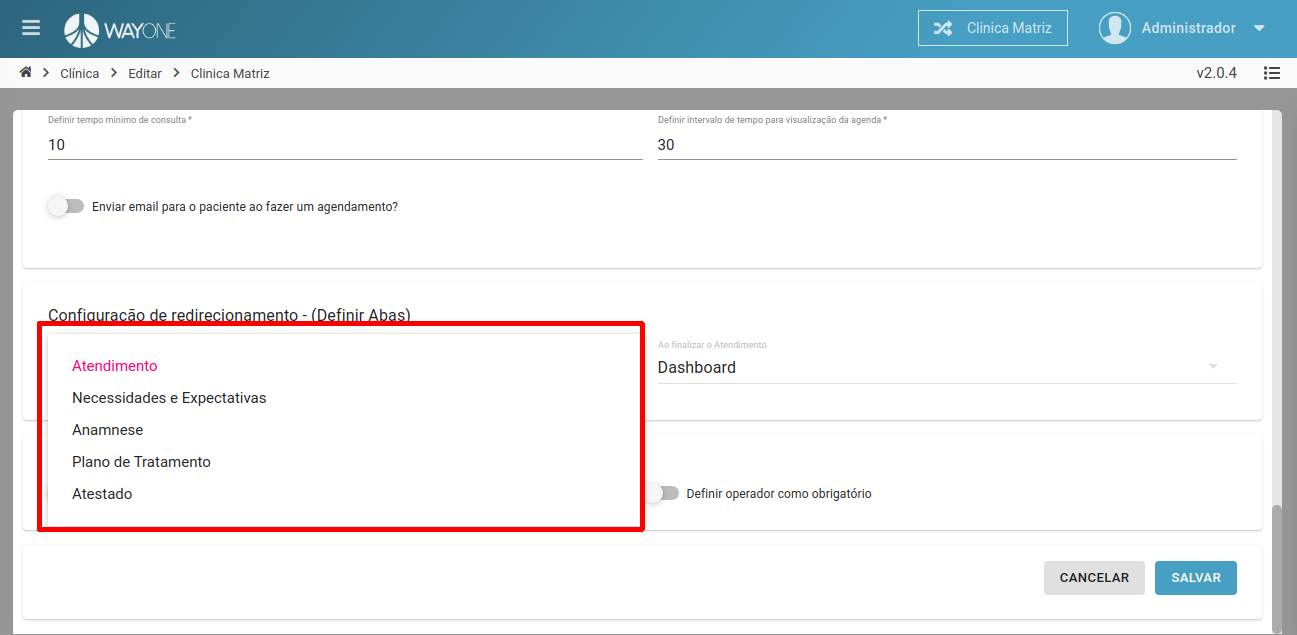 WAYONE
Clinica Matriz
Administrador
Clínica
Editar
Clinica Matriz
v2.0.4
Definir tempo mínimo de consulta *
Definir intervalo de tempo para visualização da agenda *
10
30
Enviar email para o paciente ao fazer um agendamento?
Configuração de redirecionamento - (Definir Abas)
Ao finalizar o Atendimento
Dashboard
Atendimento
Necessidades e Expectativas
Anamnese
Plano de Tratamento
Atestado
Definir operador como obrigatório
CANCELAR
SALVAR